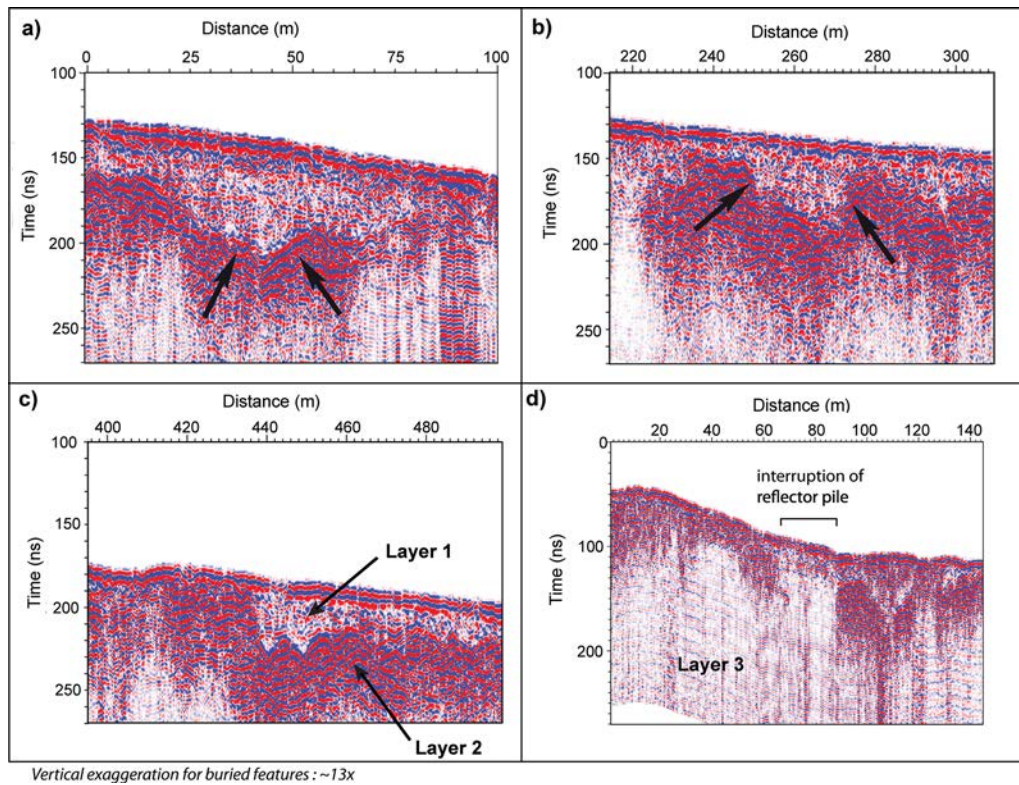 a)
Distance (m)
0 25 50 75 100
100
150
200
250
Time (ns)
b)
Distance (m)
220 240 260 280 300
100
150
200
250
Time (ns)
c)
Distance (m)
400 420 440 460 480
100
150
200
250
Time (ns)
Layer 1
Layer 2
d)
Distance (m)
20 40 60 80 100 120 140
0
100
200
Time (ns)
interruption of
reflector pile
Layer 3
Vertical exaggeration for buried features : ~13x